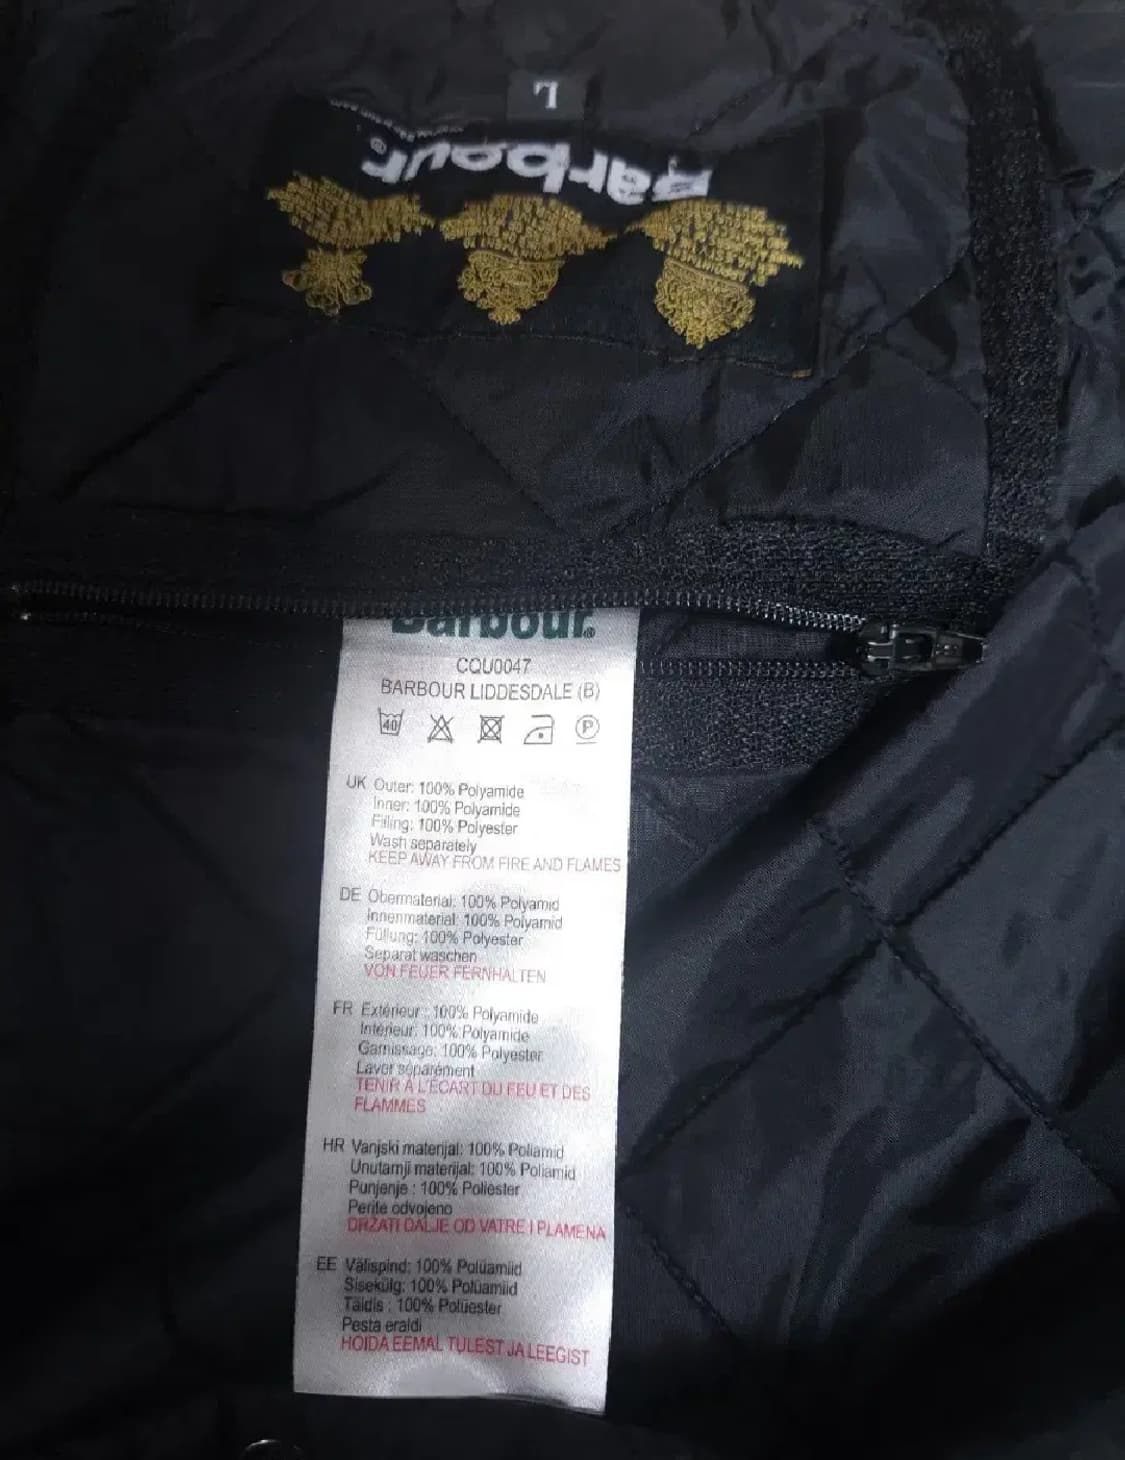 L
Barbour®
Barbour®
CQU0047
BARBOUR LIDDESDALE (B)
40 P
UK Outer: 100% Polyamide
Inner: 100% Polyamide
Filling: 100% Polyester
Wash separately
KEEP AWAY FROM FIRE AND FLAMES
DE Obermaterial: 100% Polyamid
Innenmaterial: 100% Polyamid
Füllung: 100% Polyester
Separat waschen
VON FEUER FERNHALTEN
FR Extérieur : 100% Polyamide
Intérieur: 100% Polyamide
Garnissage: 100% Polyester
Laver séparément
TENIR À L'ÉCART DU FEU ET DES
FLAMMES
HR Vanjski materijal: 100% Poliamid
Unutarnji materijal: 100% Poliamid
Punjenje : 100% Poliester
Perite odvojeno
DRŽATI DALJE OD VATRE I PLAMENA
EE Välispind: 100% Polüamiid
Sisekülg: 100% Polüamiid
Täidis : 100% Polüester
Pesta eraldi
HOIDA EEMAL TULEST JA LEEGIST